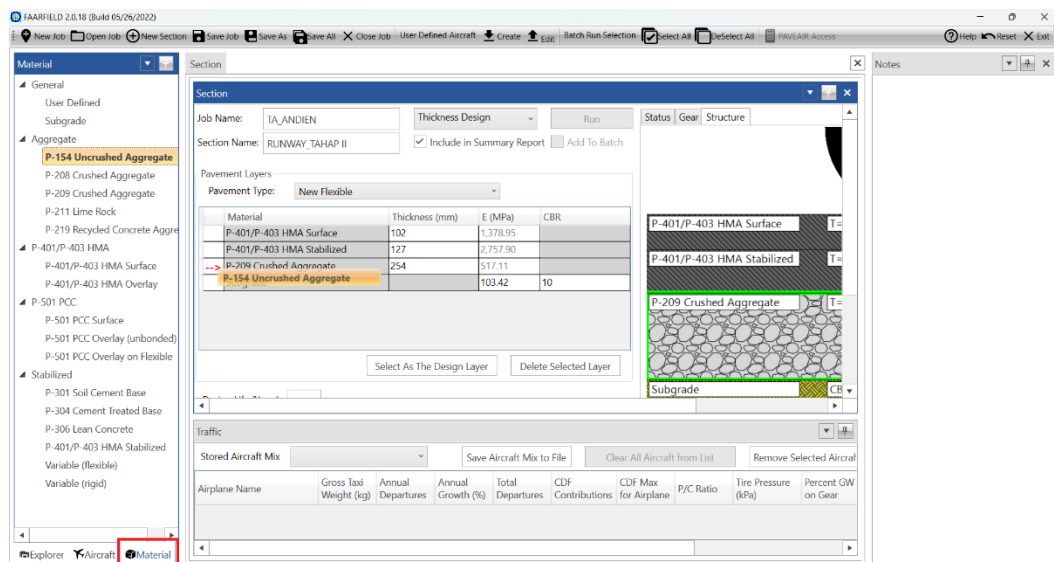 FAARFIELD 2.0.18 (Build 05/26/2022)
New Job Open Job New Section Save Job Save As Save All Close Job User Defined Aircraft Create Edit Batch Run Selection Select All DeSelect All PAVEAIR Access Help Reset Exit
Material
General
User Defined
Subgrade
Aggregate
P-154 Uncrushed Aggregate
P-208 Crushed Aggregate
P-209 Crushed Aggregate
P-211 Lime Rock
P-219 Recycled Concrete Aggre
P-401/P-403 HMA
P-401/P-403 HMA Surface
P-401/P-403 HMA Overlay
P-501 PCC
P-501 PCC Surface
P-501 PCC Overlay (unbonded)
P-501 PCC Overlay on Flexible
Stabilized
P-301 Soil Cement Base
P-304 Cement Treated Base
P-306 Lean Concrete
P-401/P-403 HMA Stabilized
Variable (flexible)
Variable (rigid)
Explorer Aircraft Material
Section
Section
Job Name: TA_ANDIEN Thickness Design Run
Section Name: RUNWAY_TAHAP II Include in Summary Report Add To Batch
Pavement Layers
Pavement Type: New Flexible
Material Thickness (mm) E (MPa) CBR
P-401/P-403 HMA Surface 102 1,378.95
P-401/P-403 HMA Stabilized 127 2,757.90
--> P-209 Crushed Aggregate 254 517.11
P-154 Uncrushed Aggregate
103.42 10
Select As The Design Layer Delete Selected Layer
Status Gear Structure
P-401/P-403 HMA Surface T=
P-401/P-403 HMA Stabilized T=
P-209 Crushed Aggregate T=
Subgrade CB
Traffic
Stored Aircraft Mix Save Aircraft Mix to File Clear All Aircraft from List Remove Selected Aircraf
Airplane Name Gross Taxi Weight (kg) Annual Departures Annual Growth (%) Total Departures CDF Contributions CDF Max for Airplane P/C Ratio Tire Pressure (kPa) Percent GW on Gear
Notes